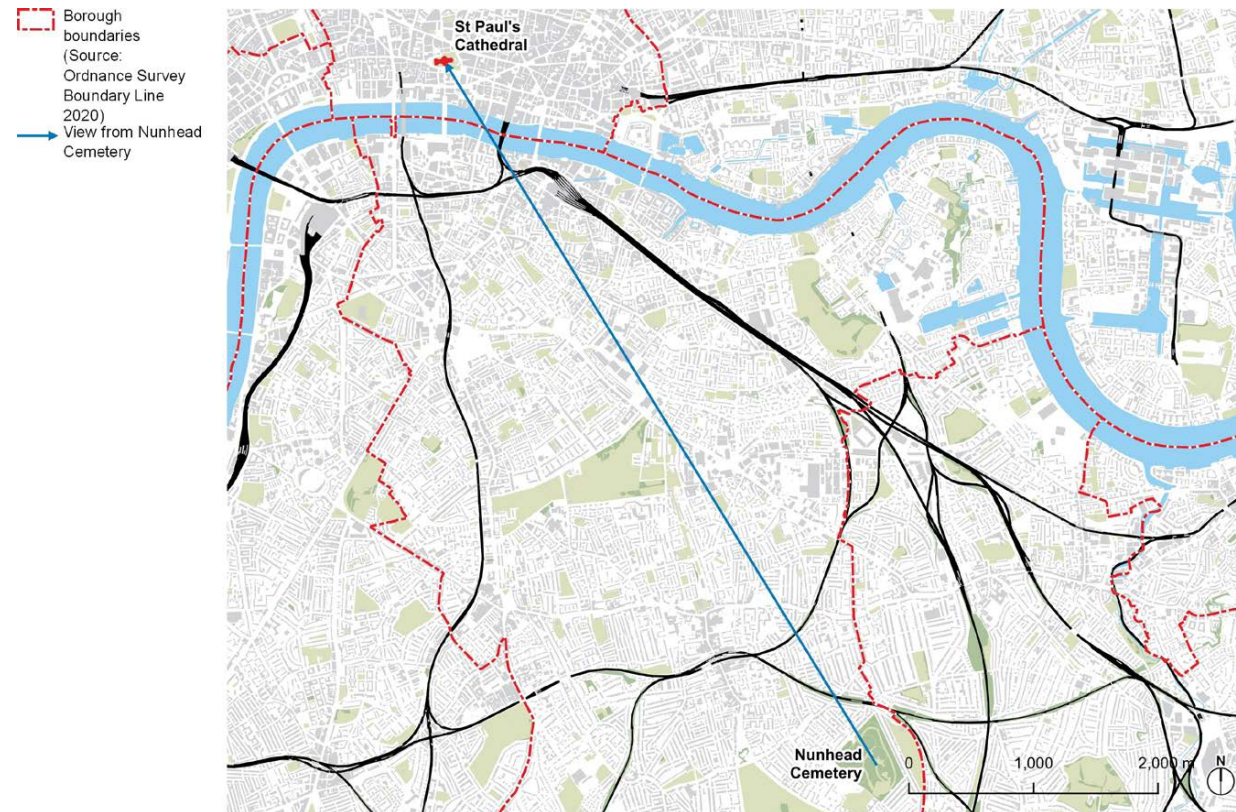 Borough
boundaries
(Source:
Ordnance Survey
Boundary Line
2020)
View from Nunhead
Cemetery
St Paul's
Cathedral
Nunhead
Cemetery
0 1,000 2,000 m
N